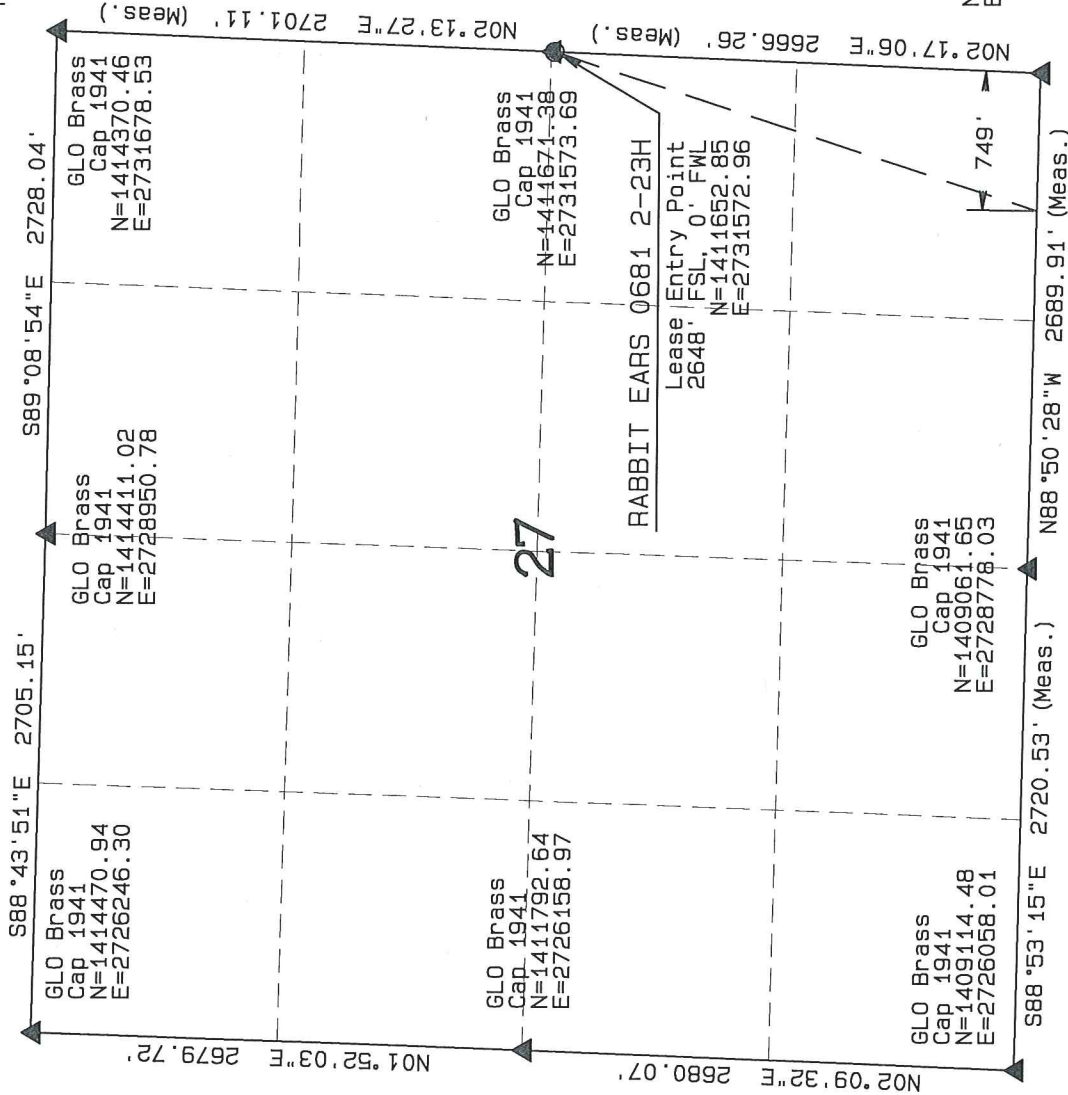 S88°43'51"E 2705.15'
S89°08'54"E 2728.04'
GLO Brass
Cap 1941
N=1414470.94
E=2726246.30
GLO Brass
Cap 1941
N=1414411.02
E=2728950.78
GLO Brass
Cap 1941
N=1414370.46
E=2731678.53
N01°52'03"E 2679.72'
N02°13'27"E 2701.11' (Meas.)
GLO Brass
Cap 1941
N=1411792.64
E=2726158.97
27
GLO Brass
Cap 1941
N=1411671.38
E=2731573.69
RABBIT EARS 0681 2-23H
Lease Entry Point
2648' FSL, 0' FWL
N=1411652.85
E=2731572.96
N02°09'32"E 2680.07'
N02°17'06"E 2666.26' (Meas.)
749'
GLO Brass
Cap 1941
N=1409114.48
E=2726058.01
GLO Brass
Cap 1941
N=1409061.65
E=2728778.03
S88°53'15"E 2720.53' (Meas.)
N88°50'28"W 2689.91' (Meas.)